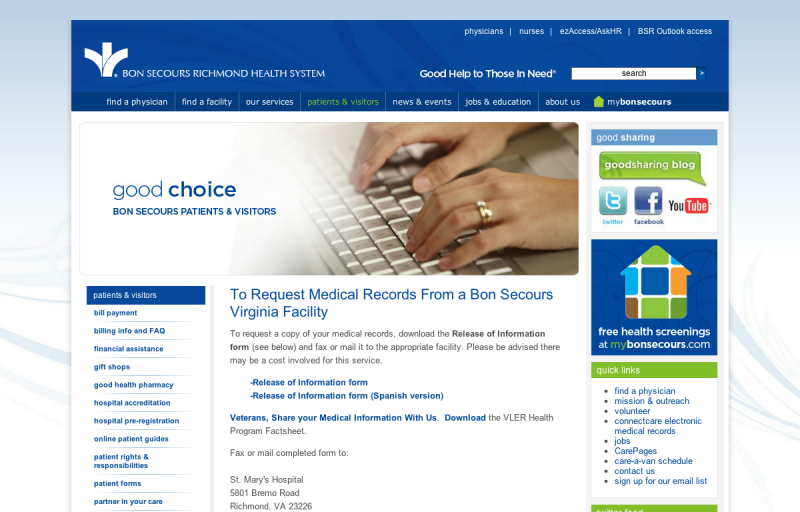 physicians | nurses | ezAccess/AskHR | BSR Outlook access
BON SECOURS RICHMOND HEALTH SYSTEM
Good Help to Those in Need®
search
>
find a physician find a facility our services patients & visitors news & events jobs & education about us mybonsecours
good choice
BON SECOURS PATIENTS & VISITORS
good sharing
goodsharing blog
twitter
facebook
You Tube
free health screenings
at mybonsecours.com
quick links
find a physician
mission & outreach
volunteer
connectcare electronic
medical records
jobs
CarePages
care-a-van schedule
contact us
sign up for our email list
twitter feed
patients & visitors
bill payment
billing info and FAQ
financial assistance
gift shops
good health pharmacy
hospital accreditation
hospital pre-registration
online patient guides
patient rights &
responsibilities
patient forms
partner in your care
To Request Medical Records From a Bon Secours
Virginia Facility
To request a copy of your medical records, download the Release of Information
form (see below) and fax or mail it to the appropriate facility. Please be advised there
may be a cost involved for this service.
-Release of Information form
-Release of Information form (Spanish version)
Veterans, Share your Medical Information With Us. Download the VLER Health
Program Factsheet.
Fax or mail completed form to:
St. Mary's Hospital
5801 Bremo Road
Richmond, VA 23226